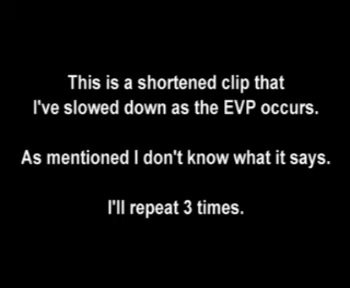 This is a shortened clip that
I've slowed down as the EVP occurs.
As mentioned I don't know what it says.
I'll repeat 3 times.